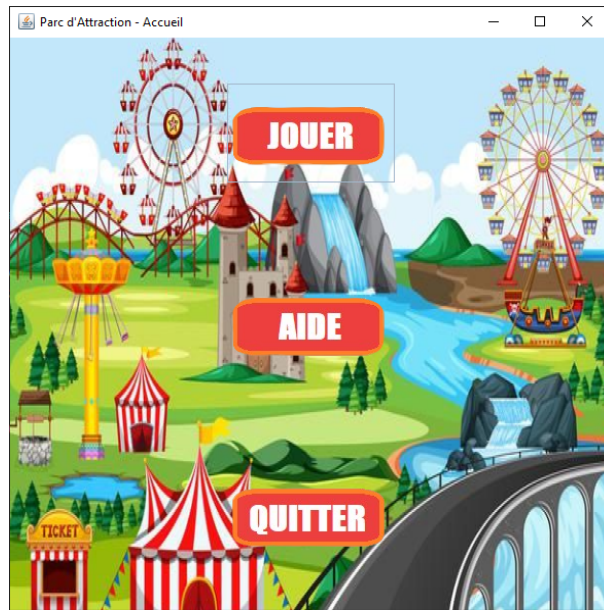 Parc d'Attraction - Accueil
JOUER
AIDE
QUITTER
TICKET